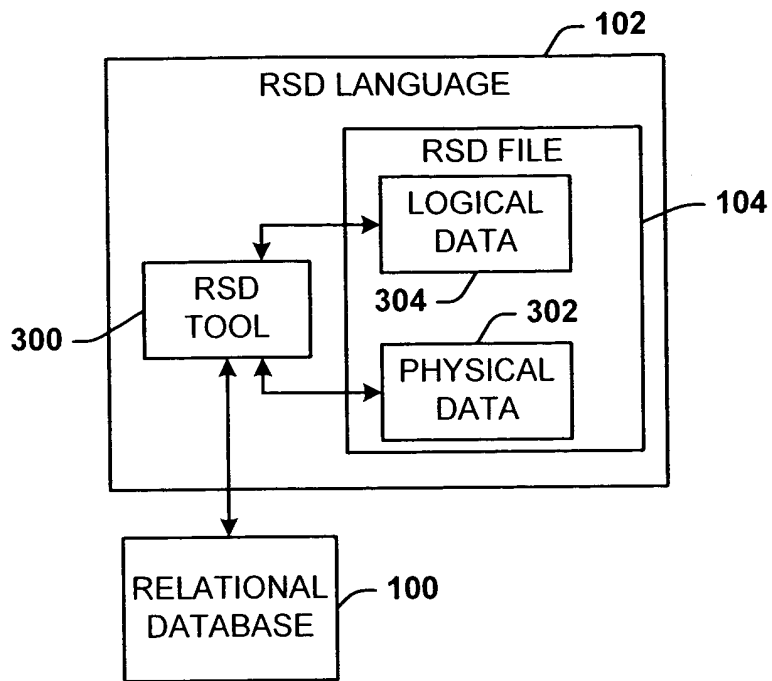 102
RSD LANGUAGE
RSD FILE
LOGICAL
DATA
104
304
RSD
TOOL
300
302
PHYSICAL
DATA
RELATIONAL
DATABASE
100